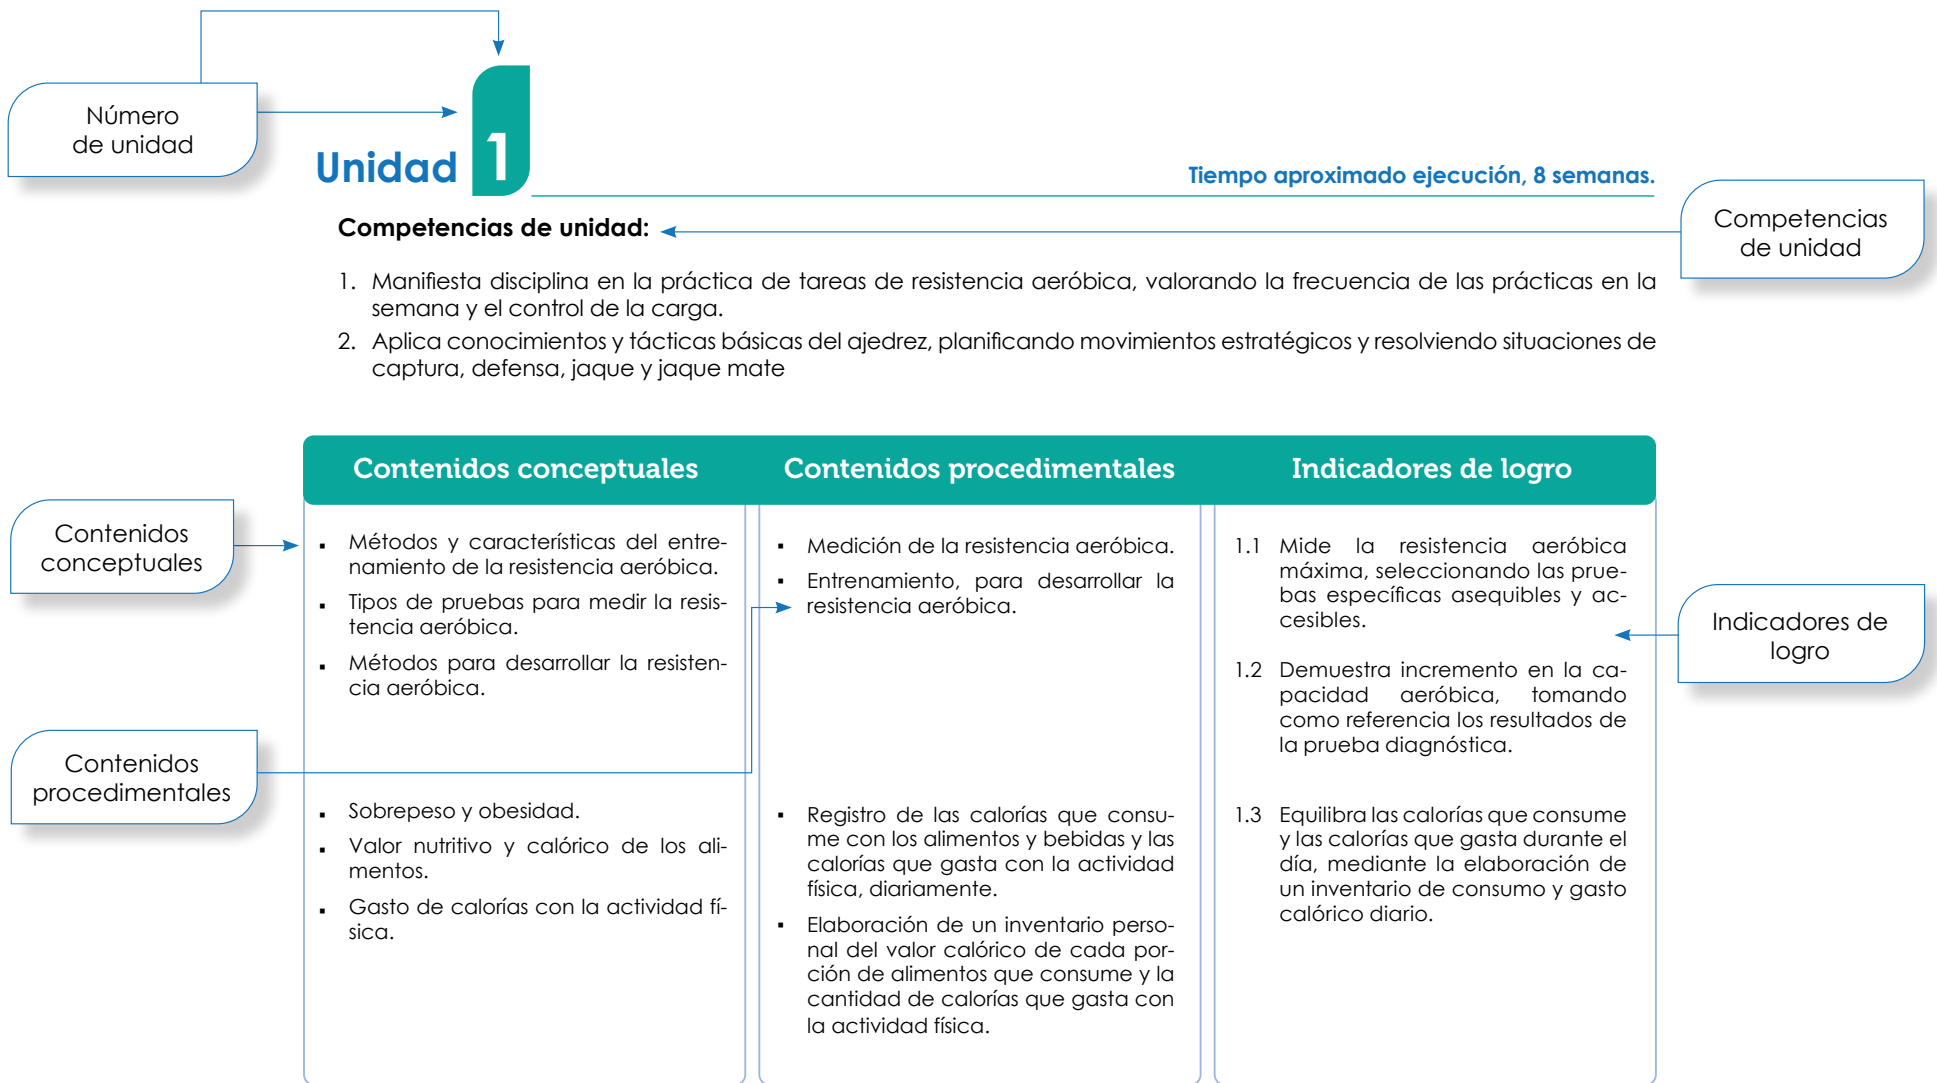 Número
de unidad
Unidad 1
Tiempo aproximado ejecución, 8 semanas.
Competencias de unidad:
Competencias
de unidad
1. Manifiesta disciplina en la práctica de tareas de resistencia aeróbica, valorando la frecuencia de las prácticas en la
semana y el control de la carga.
2. Aplica conocimientos y tácticas básicas del ajedrez, planificando movimientos estratégicos y resolviendo situaciones de
captura, defensa, jaque y jaque mate
Contenidos conceptuales
Contenidos procedimentales
Indicadores de logro
Contenidos
conceptuales
▪ Métodos y características del entre-
namiento de la resistencia aeróbica.
▪ Tipos de pruebas para medir la resis-
tencia aeróbica.
▪ Métodos para desarrollar la resisten-
cia aeróbica.
▪ Medición de la resistencia aeróbica.
▪ Entrenamiento, para desarrollar la
resistencia aeróbica.
1.1 Mide la resistencia aeróbica
máxima, seleccionando las prue-
bas específicas asequibles y ac-
cesibles.
1.2 Demuestra incremento en la ca-
pacidad aeróbica, tomando
como referencia los resultados de
la prueba diagnóstica.
Indicadores de
logro
Contenidos
procedimentales
▪ Sobrepeso y obesidad.
▪ Valor nutritivo y calórico de los ali-
mentos.
▪ Gasto de calorías con la actividad fí-
sica.
▪ Registro de las calorías que consu-
me con los alimentos y bebidas y las
calorías que gasta con la actividad
física, diariamente.
▪ Elaboración de un inventario perso-
nal del valor calórico de cada por-
ción de alimentos que consume y la
cantidad de calorías que gasta con
la actividad física.
1.3 Equilibra las calorías que consume
y las calorías que gasta durante el
día, mediante la elaboración de
un inventario de consumo y gasto
calórico diario.